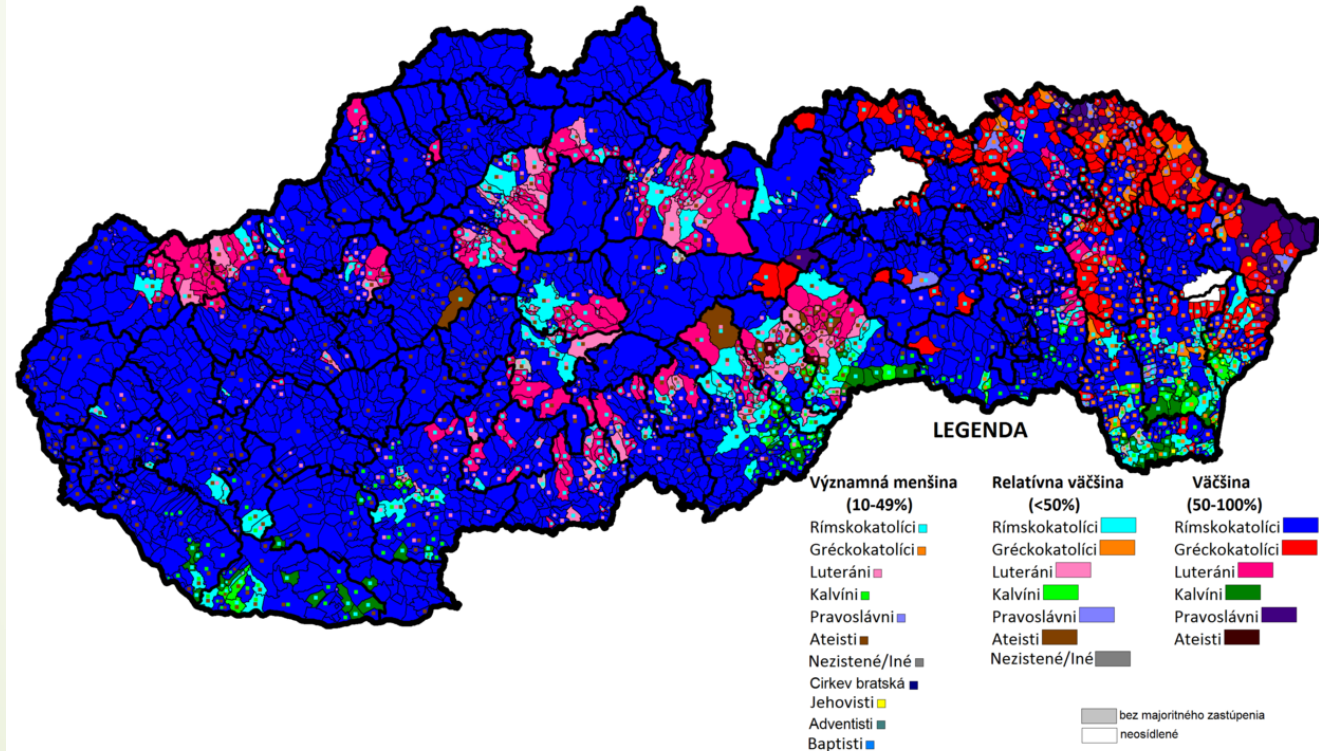 LEGENDA
Významná menšina
(10-49%)
Rímskokatolíci
Gréckokatolíci
Luteráni
Kalvíni
Pravoslávni
Ateisti
Nezistené/Iné
Cirkev bratská
Jehovisti
Adventisti
Baptisti
Relatívna väčšina
(<50%)
Rímskokatolíci
Gréckokatolíci
Luteráni
Kalvíni
Pravoslávni
Ateisti
Nezistené/Iné
Väčšina
(50-100%)
Rímskokatolíci
Gréckokatolíci
Luteráni
Kalvíni
Pravoslávni
Ateisti
bez majoritného zastúpenia
neosídlené